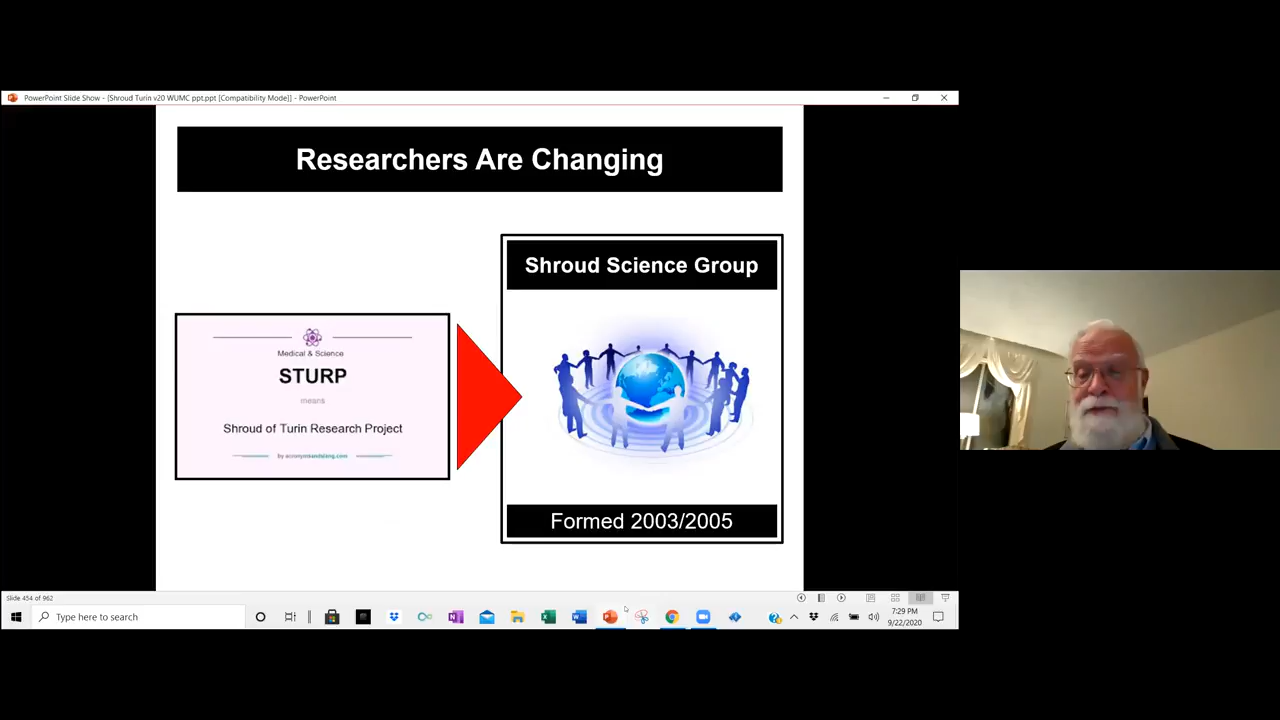 PowerPoint Slide Show - [Shroud Turin v20 WUMC ppt.ppt [Compatibility Mode]] - PowerPoint
Researchers Are Changing
Shroud Science Group
Medical & Science
STURP
means
Shroud of Turin Research Project
by acronymsandslang.com
Formed 2003/2005
Slide 454 of 962
Type here to search
7:29 PM
9/22/2020